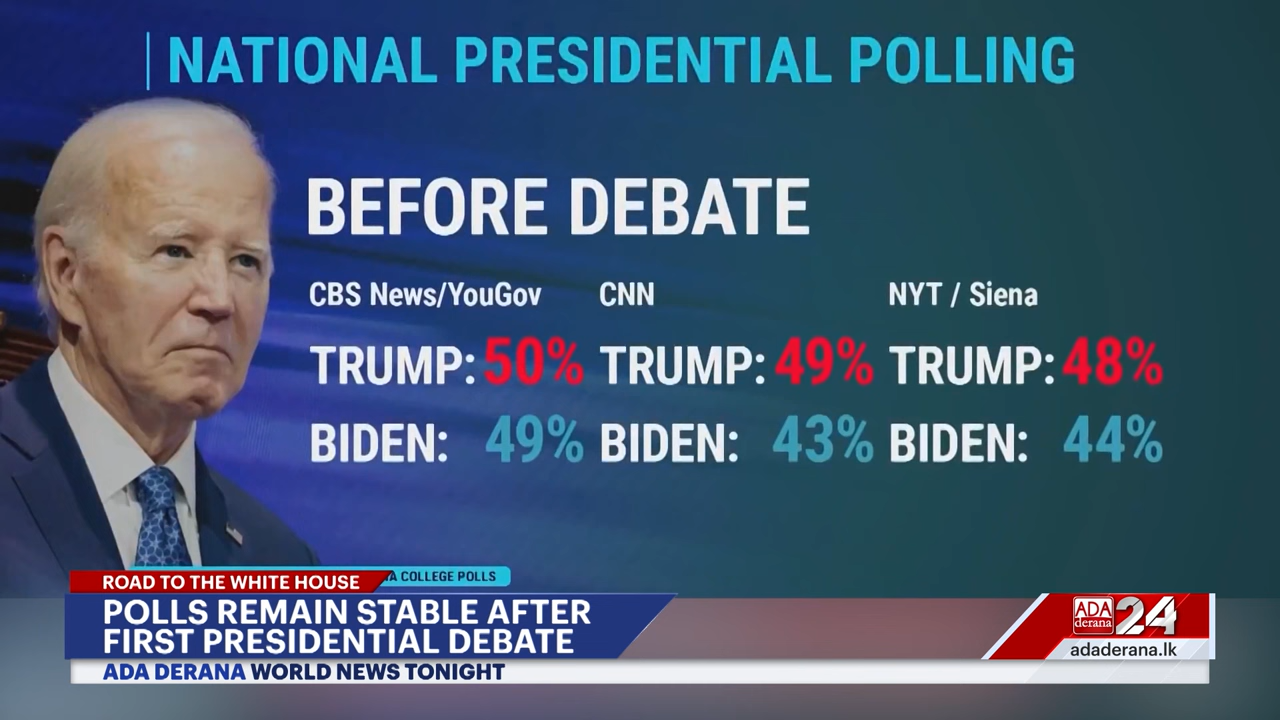 NATIONAL PRESIDENTIAL POLLING
BEFORE DEBATE
CBS News/YouGov CNN NYT / Siena
TRUMP: 50% TRUMP: 49% TRUMP: 48%
BIDEN: 49% BIDEN: 43% BIDEN: 44%
COLLEGE POLLS
ROAD TO THE WHITE HOUSE
POLLS REMAIN STABLE AFTER
FIRST PRESIDENTIAL DEBATE
ADA DERANA WORLD NEWS TONIGHT
ADA derana 24
adaderana.lk